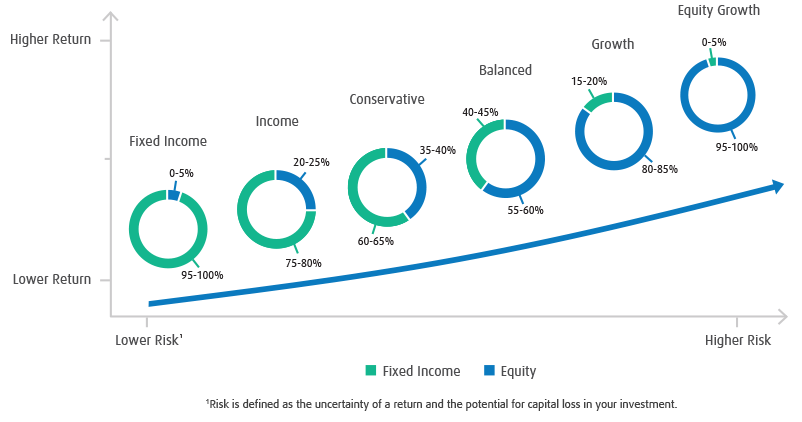 Equity Growth
Higher Return
0-5%
Growth
Balanced
15-20%
Conservative
40-45%
Income
Fixed Income
35-40%
95-100%
20-25%
80-85%
0-5%
55-60%
60-65%
75-80%
95-100%
Lower Return
Lower Risk¹
Higher Risk
Fixed Income
Equity
¹Risk is defined as the uncertainty of a return and the potential for capital loss in your investment.